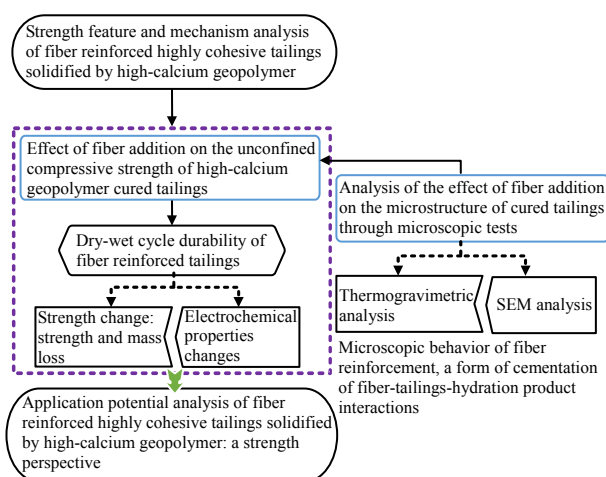 Strength feature and mechanism analysis
of fiber reinforced highly cohesive tailings
solidified by high-calcium geopolymer
Effect of fiber addition on the unconfined
compressive strength of high-calcium
geopolymer cured tailings
Dry-wet cycle durability of
fiber reinforced tailings
Strength change:
strength and mass
loss
Electrochemical
properties
changes
Application potential analysis of fiber
reinforced highly cohesive tailings solidified
by high-calcium geopolymer: a strength
perspective
Analysis of the effect of fiber addition
on the microstructure of cured tailings
through microscopic tests
Thermogravimetric
analysis
SEM analysis
Microscopic behavior of fiber
reinforcement, a form of cementation
of fiber-tailings-hydration product
interactions